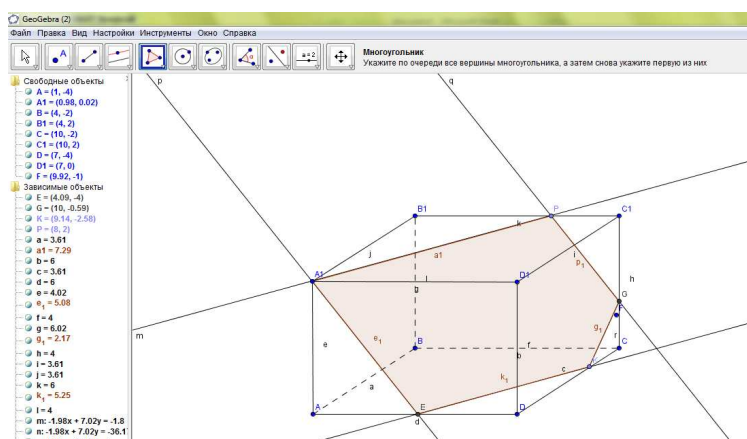 GeoGebra (2)
Файл Правка Вид Настройки Инструменты Окно Справка
A
a = 2
Многоугольник
Укажите по очереди все вершины многоугольника, а затем снова укажите первую из них
Свободные объекты
A = (1, -4)
A1 = (0.98, 0.02)
B = (4, -2)
B1 = (4, 2)
C = (10, -2)
C1 = (10, 2)
D = (7, -4)
D1 = (7, 0)
F = (9.92, -1)
Зависимые объекты
E = (4.09, -4)
G = (10, -0.59)
K = (9.14, -2.58)
P = (8, 2)
a = 3.61
a1 = 7.29
b = 6
c = 3.61
d = 6
e = 4.02
e₁ = 5.08
f = 4
g = 6.02
g₁ = 2.17
h = 4
i = 3.61
j = 3.61
k = 6
k₁ = 5.25
l = 4
m: -1.98x + 7.02y = -1.8
n: -1.98x + 7.02y = -36.1
p
q
B1
P
C1
k
j
a1
i
p₁
A1
l
D1
h
g
G
F
e
e₁
g₁
r
m
B
f
C
b
a
k₁
c
A
E
D
d